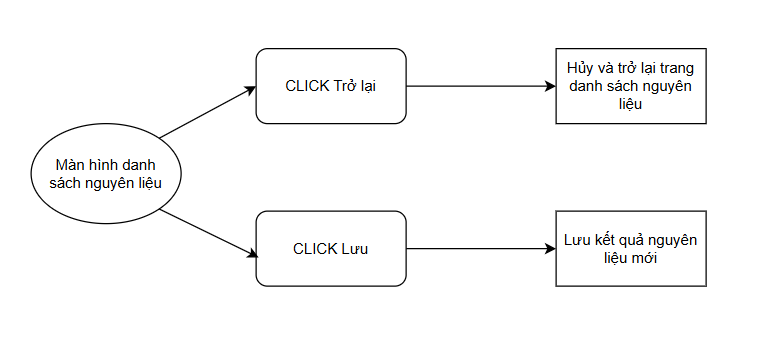 Màn hình danh
sách nguyên liệu
CLICK Trở lại
Hủy và trở lại trang
danh sách nguyên
liệu
CLICK Lưu
Lưu kết quả nguyên
liệu mới